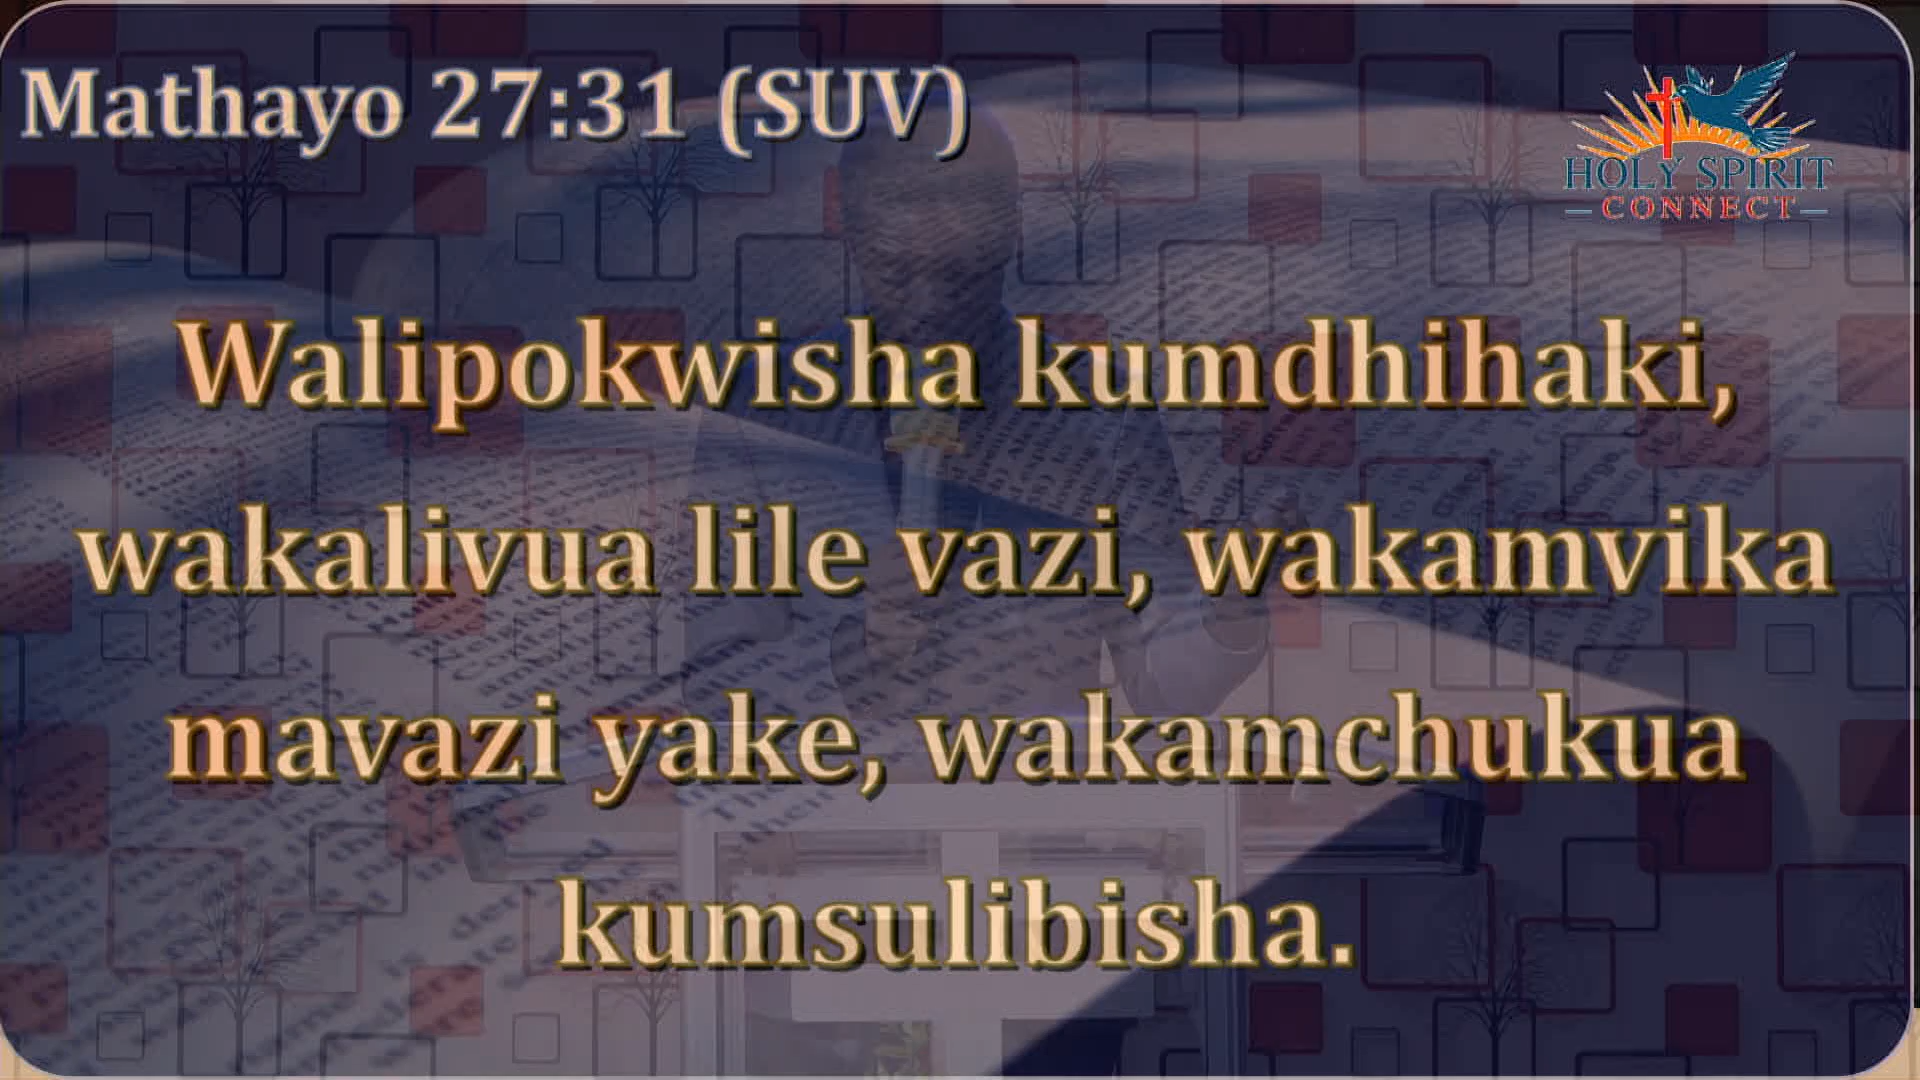 Mathayo 27:31 (SUV)
HOLY SPIRIT
CONNECT
Walipokwisha kumdhihaki,
wakalivua lile vazi, wakamvika
mavazi yake, wakamchukua
kumsulibisha.